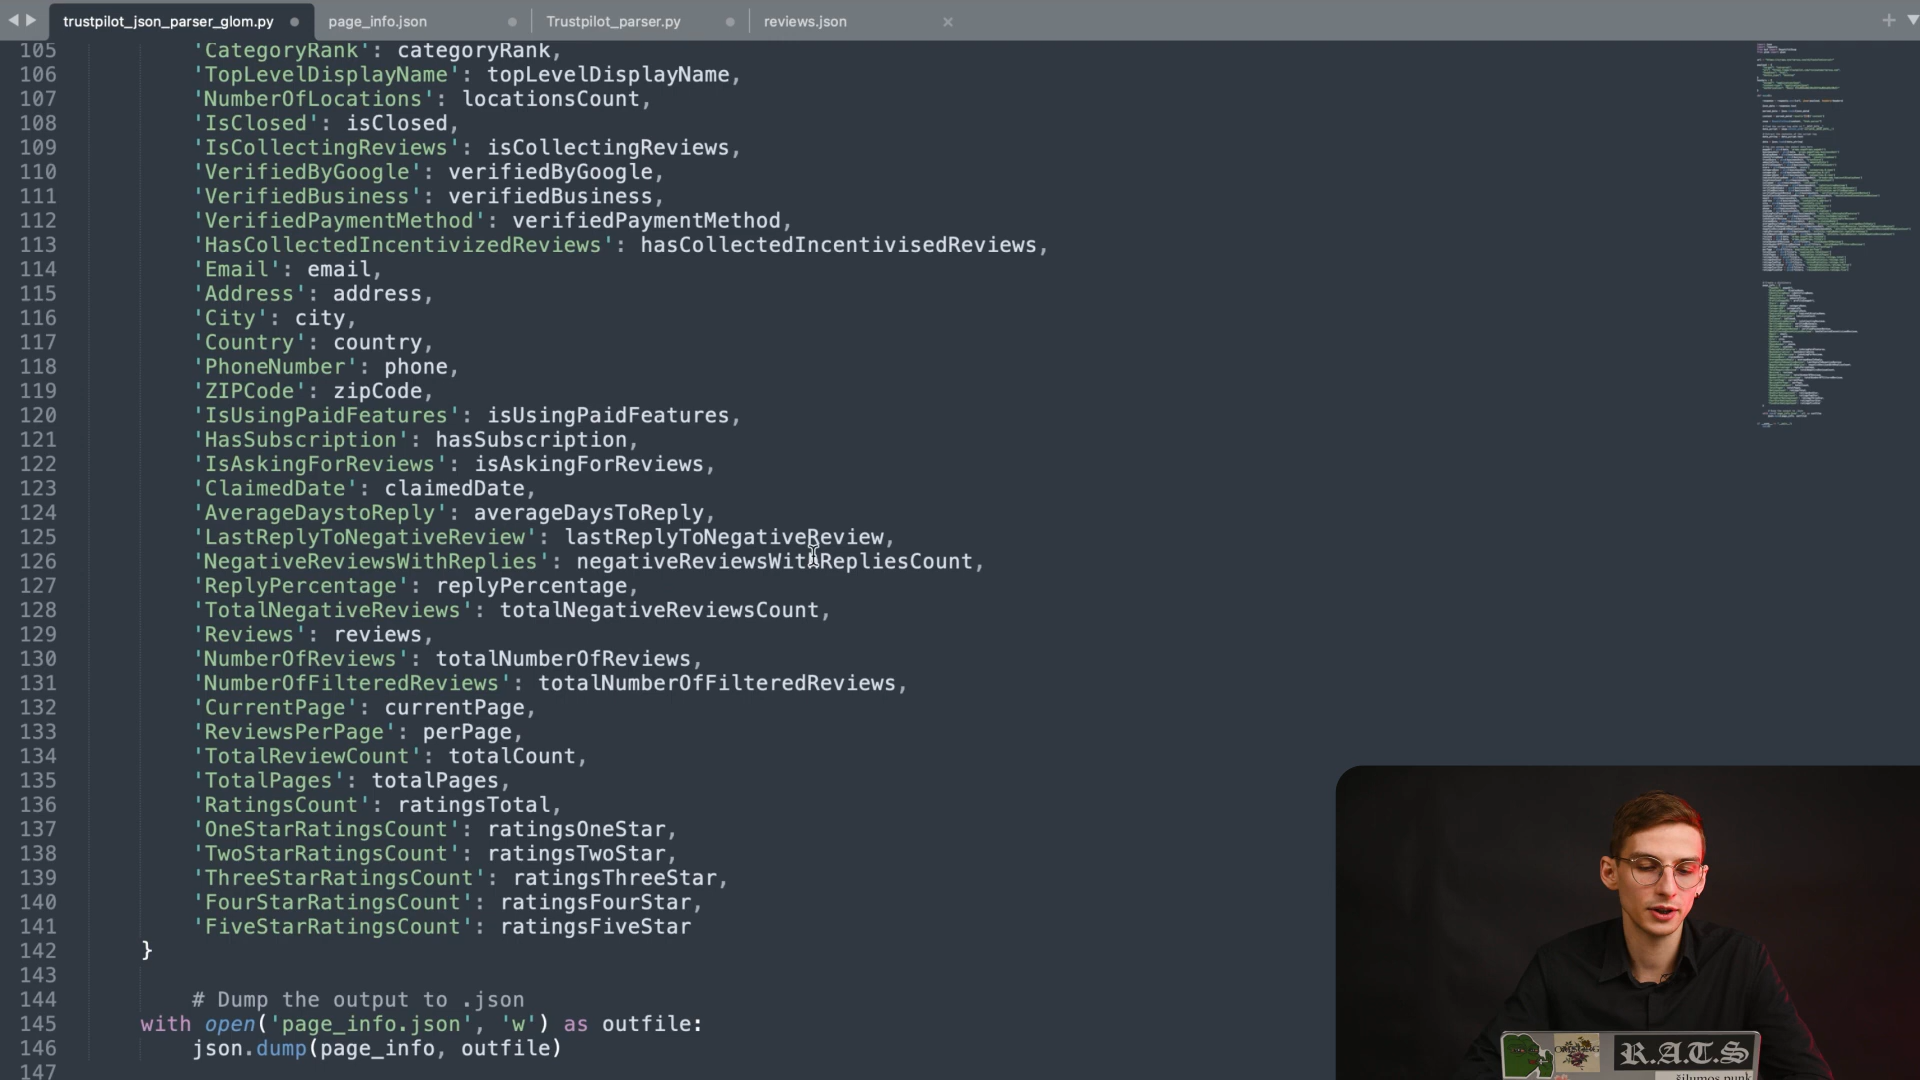 trustpilot_json_parser_glom.py page_info.json Trustpilot_parser.py reviews.json
105 'CategoryRank': categoryRank,
106 'TopLevelDisplayName': topLevelDisplayName,
107 'NumberOfLocations': locationsCount,
108 'IsClosed': isClosed,
109 'IsCollectingReviews': isCollectingReviews,
110 'VerifiedByGoogle': verifiedByGoogle,
111 'VerifiedBusiness': verifiedBusiness,
112 'VerifiedPaymentMethod': verifiedPaymentMethod,
113 'HasCollectedIncentivizedReviews': hasCollectedIncentivisedReviews,
114 'Email': email,
115 'Address': address,
116 'City': city,
117 'Country': country,
118 'PhoneNumber': phone,
119 'ZIPCode': zipCode,
120 'IsUsingPaidFeatures': isUsingPaidFeatures,
121 'HasSubscription': hasSubscription,
122 'IsAskingForReviews': isAskingForReviews,
123 'ClaimedDate': claimedDate,
124 'AverageDaystoReply': averageDaysToReply,
125 'LastReplyToNegativeReview': lastReplyToNegativeReview,
126 'NegativeReviewsWithReplies': negativeReviewsWithRepliesCount,
127 'ReplyPercentage': replyPercentage,
128 'TotalNegativeReviews': totalNegativeReviewsCount,
129 'Reviews': reviews,
130 'NumberOfReviews': totalNumberOfReviews,
131 'NumberOfFilteredReviews': totalNumberOfFilteredReviews,
132 'CurrentPage': currentPage,
133 'ReviewsPerPage': perPage,
134 'TotalReviewCount': totalCount,
135 'TotalPages': totalPages,
136 'RatingsCount': ratingsTotal,
137 'OneStarRatingsCount': ratingsOneStar,
138 'TwoStarRatingsCount': ratingsTwoStar,
139 'ThreeStarRatingsCount': ratingsThreeStar,
140 'FourStarRatingsCount': ratingsFourStar,
141 'FiveStarRatingsCount': ratingsFiveStar
142 }
143
144 # Dump the output to .json
145 with open('page_info.json', 'w') as outfile:
146 json.dump(page_info, outfile)
147
R.A.T.S
šilumos punk